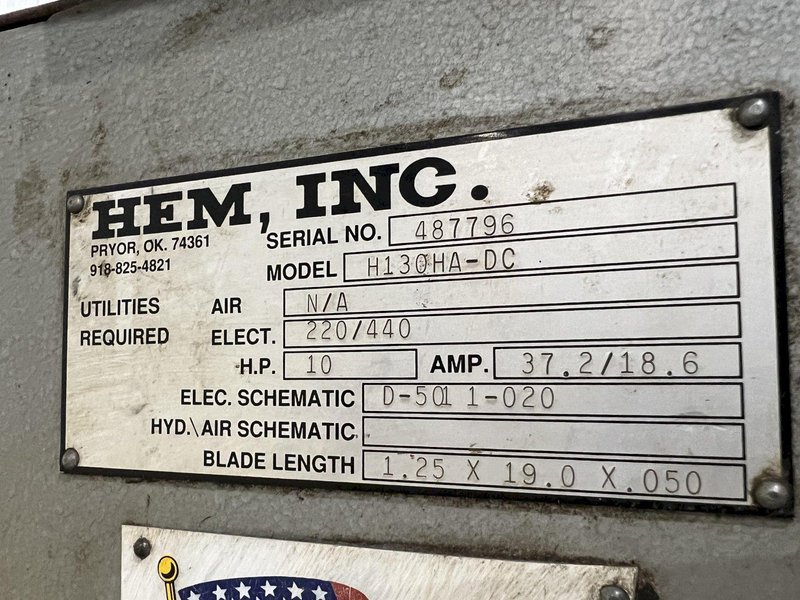 HEM, INC.
PRYOR, OK. 74361
918-825-4821
SERIAL NO. 487796
MODEL H130HA-DC
UTILITIES REQUIRED
AIR N/A
ELECT. 220/440
H.P. 10 AMP. 37.2/18.6
ELEC. SCHEMATIC D-501 1-020
HYD.\AIR SCHEMATIC
BLADE LENGTH 1.25 X 19.0 X.050